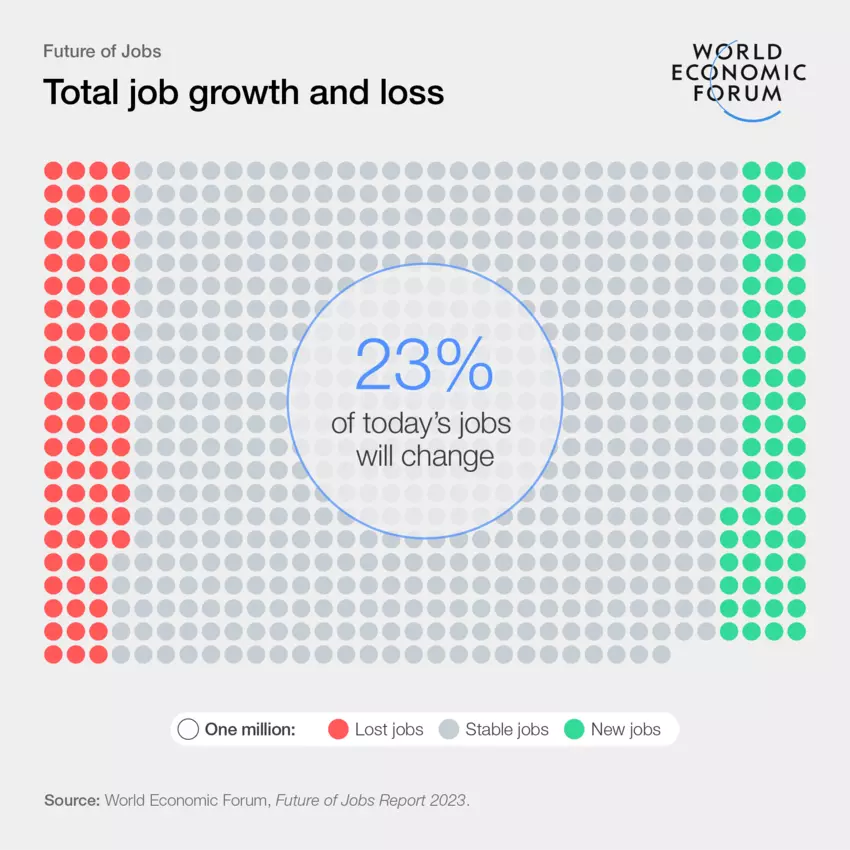 Future of Jobs
Total job growth and loss
WORLD
ECONOMIC
FORUM
23%
of today's jobs
will change
One million: Lost jobs Stable jobs New jobs
Source: World Economic Forum, Future of Jobs Report 2023.